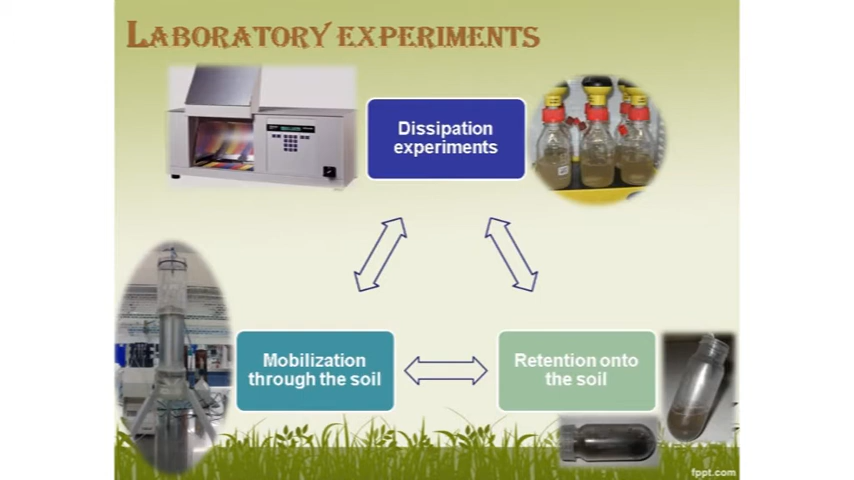 LABORATORY EXPERIMENTS
Dissipation
experiments
Mobilization
through the soil
Retention onto
the soil
fppt.com